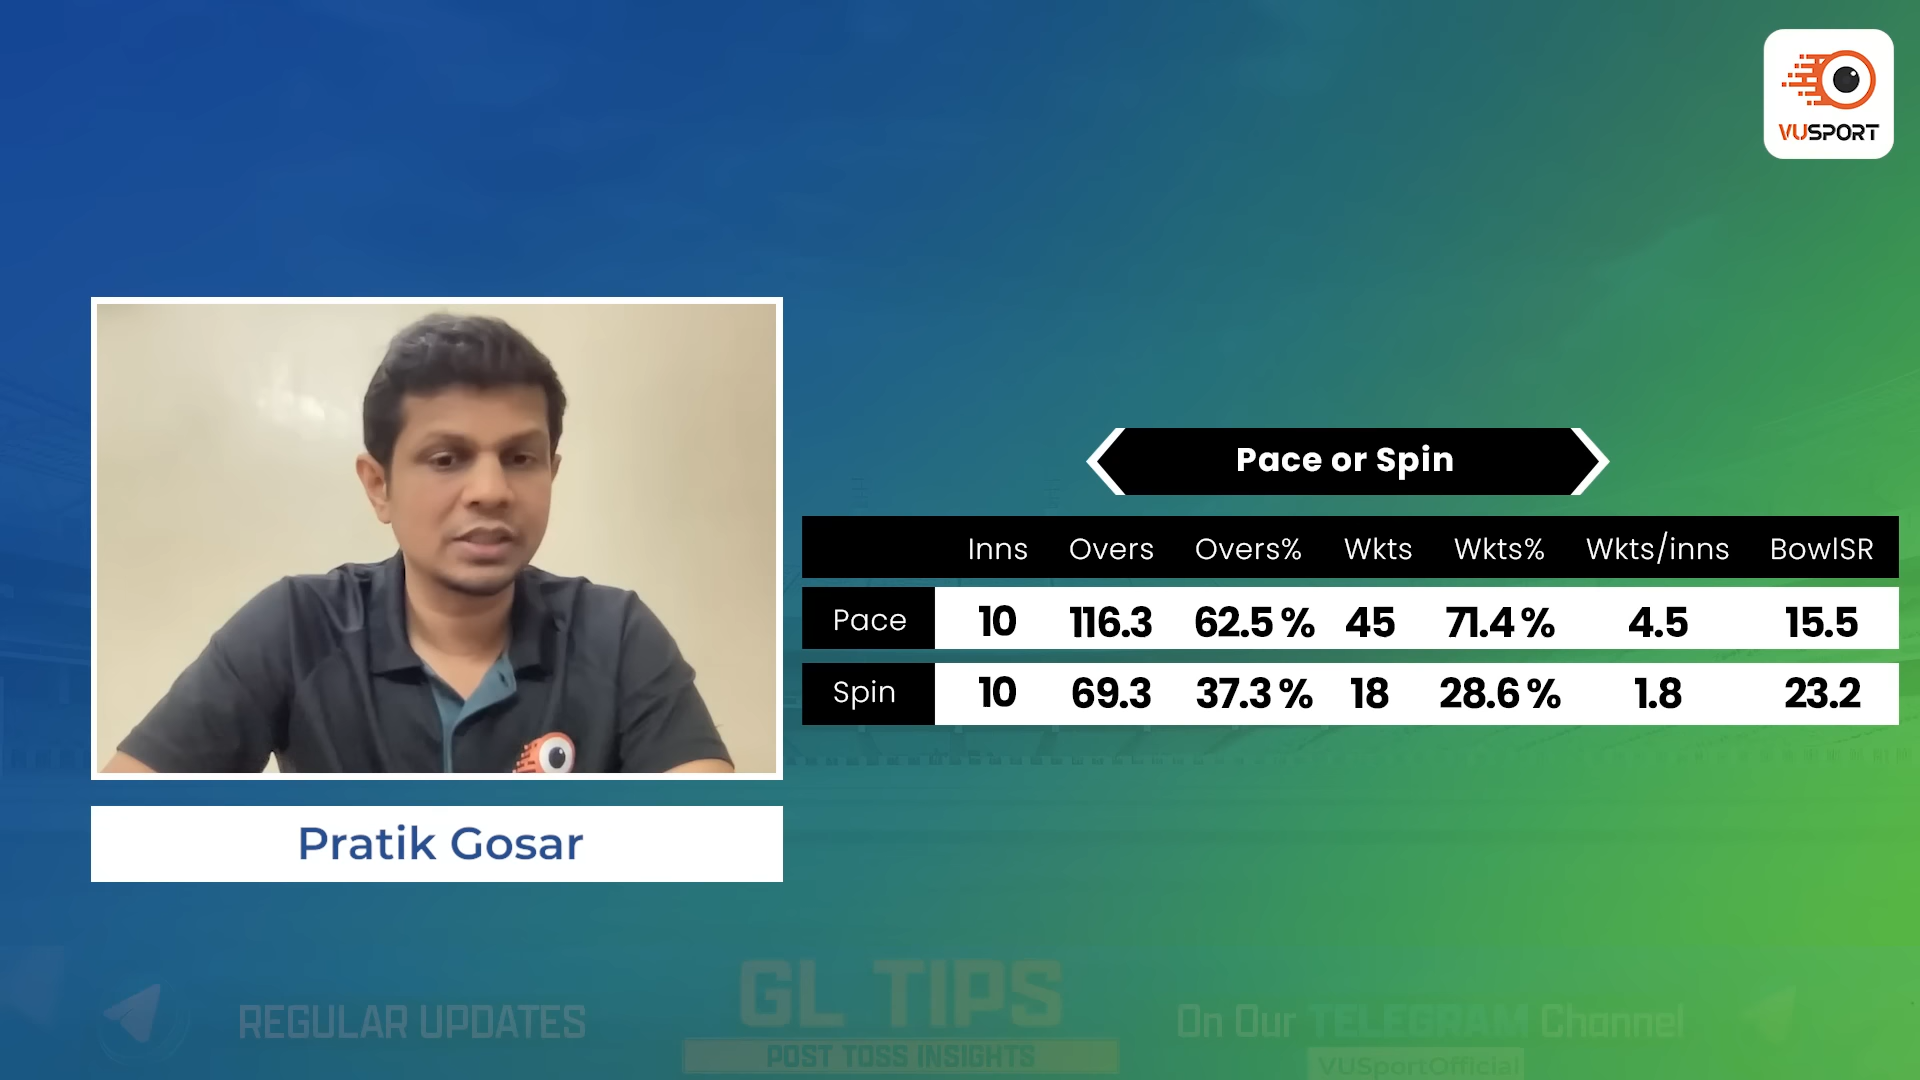 VUSPORT
Pace or Spin
Inns Overs Overs% Wkts Wkts% Wkts/inns BowlSR
Pace 10 116.3 62.5% 45 71.4% 4.5 15.5
Spin 10 69.3 37.3% 18 28.6% 1.8 23.2
Pratik Gosar
REGULAR UPDATES
GL TIPS
POST TOSS INSIGHTS
On Our TELEGRAM Channel
VUSportOfficial